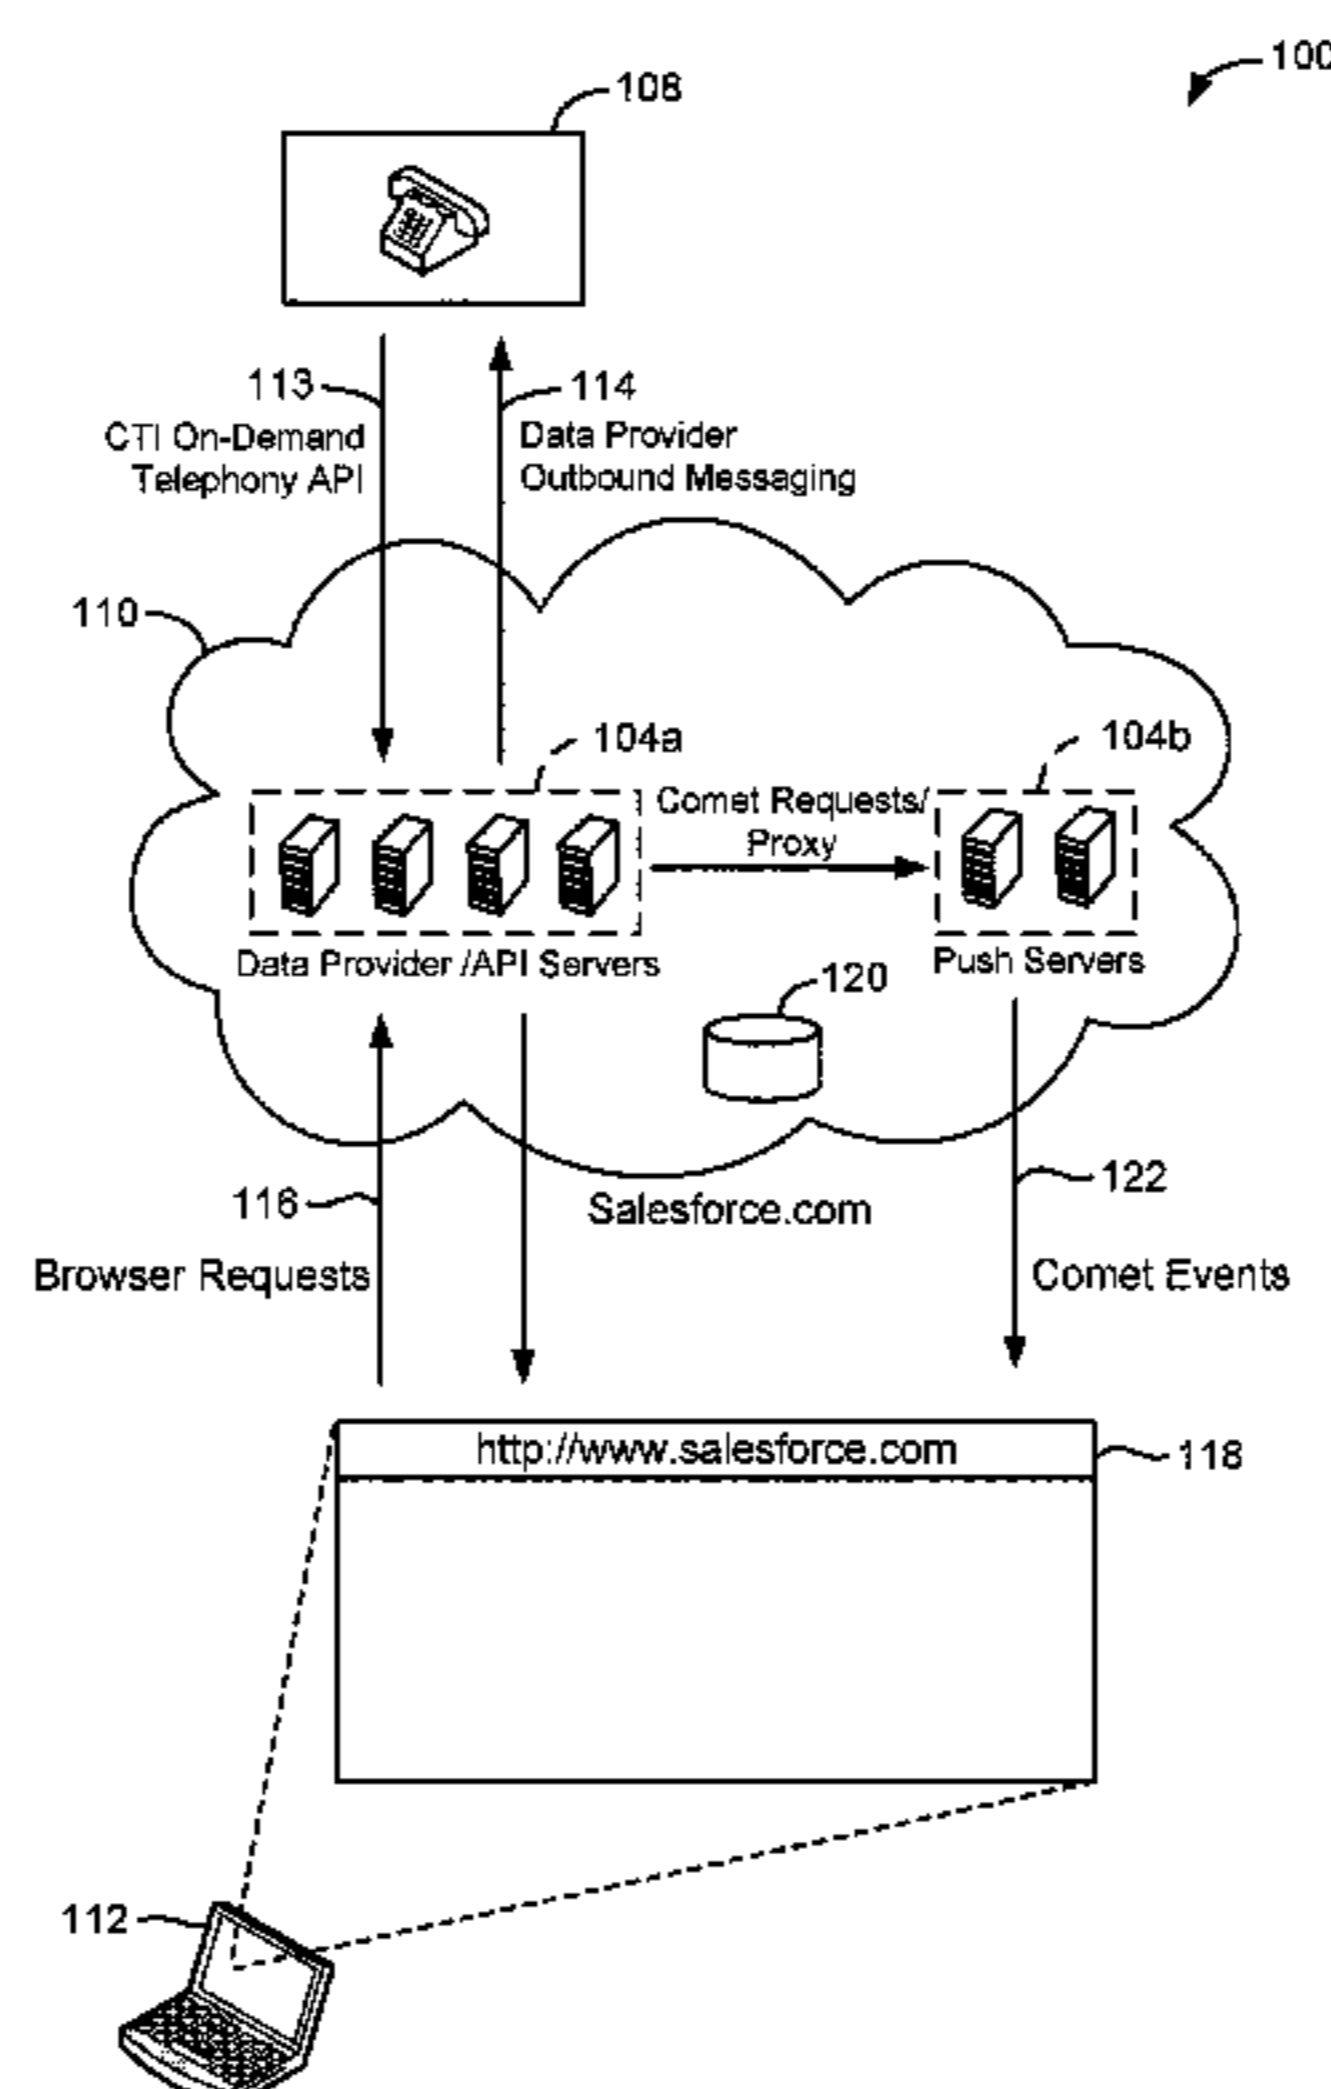 100
108
113
CTI On-Demand
Telephony API
114
Data Provider
Outbound Messaging
110
104a
104b
Comet Requests/
Proxy
Data Provider /API Servers
Push Servers
120
116
122
Salesforce.com
Browser Requests
Comet Events
http://www.salesforce.com
118
112